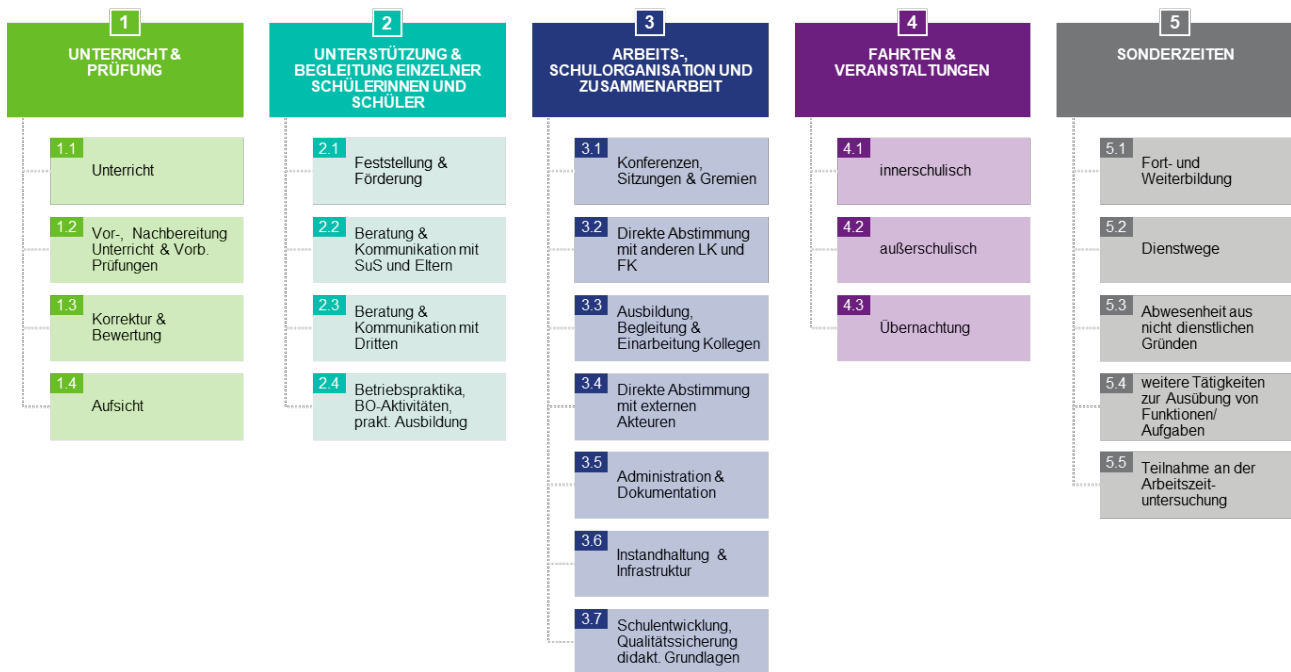 1
UNTERRICHT &
PRÜFUNG
1.1
Unterricht
1.2
Vor-, Nachbereitung
Unterricht & Vorb.
Prüfungen
1.3
Korrektur &
Bewertung
1.4
Aufsicht
2
UNTERSTÜTZUNG &
BEGLEITUNG EINZELNER
SCHÜLERINNEN UND
SCHÜLER
2.1
Feststellung &
Förderung
2.2
Beratung &
Kommunikation mit
SuS und Eltern
2.3
Beratung &
Kommunikation mit
Dritten
2.4
Betriebspraktika,
BO-Aktivitäten,
prakt. Ausbildung
3
ARBEITS-,
SCHULORGANISATION UND
ZUSAMMENARBEIT
3.1
Konferenzen,
Sitzungen & Gremien
3.2
Direkte Abstimmung
mit anderen LK und
FK
3.3
Ausbildung,
Begleitung &
Einarbeitung Kollegen
3.4
Direkte Abstimmung
mit externen
Akteuren
3.5
Administration &
Dokumentation
3.6
Instandhaltung &
Infrastruktur
3.7
Schulentwicklung,
Qualitätssicherung
didakt. Grundlagen
4
FAHRTEN &
VERANSTALTUNGEN
4.1
innerschulisch
4.2
außerschulisch
4.3
Übernachtung
5
SONDERZEITEN
5.1
Fort- und
Weiterbildung
5.2
Dienstwege
5.3
Abwesenheit aus
nicht dienstlichen
Gründen
5.4
weitere Tätigkeiten
zur Ausübung von
Funktionen/
Aufgaben
5.5
Teilnahme an der
Arbeitszeit-
untersuchung